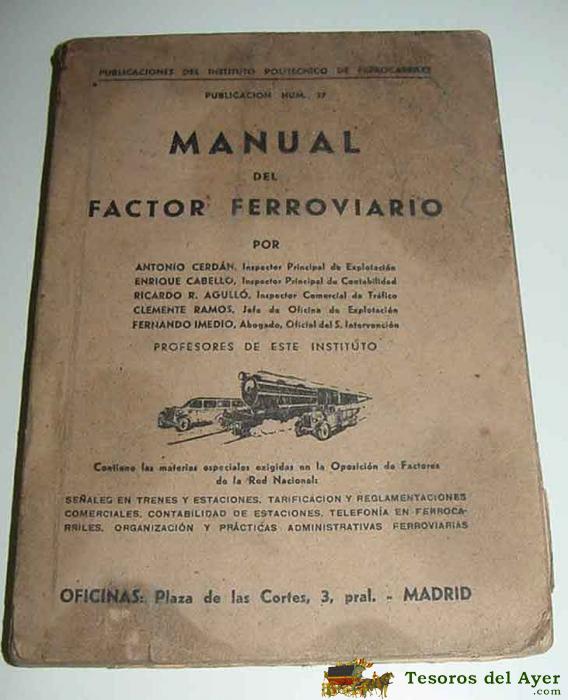 PUBLICACIONES DEL INSTITUTO POLITECNICO DE FERROCARRILES
PUBLICACION NUM. 37
MANUAL
DEL
FACTOR FERROVIARIO
POR
ANTONIO CERDÁN, Inspector Principal de Explotación
ENRIQUE CABELLO, Inspector Principal de Contabilidad
RICARDO R. AGULLÓ, Inspector Comercial de Tráfico
CLEMENTE RAMOS, Jefe de Oficina de Explotación
FERNANDO IMEDIO, Abogado, Oficial del S. Intervención
PROFESORES DE ESTE INSTITUTO
Contiene las materias especiales exigidas en la Oposición de Factores
de la Red Nacional:
SEÑALES EN TRENES Y ESTACIONES, TARIFICACION Y REGLAMENTACIONES
COMERCIALES, CONTABILIDAD DE ESTACIONES, TELEFONÍA EN FERROCA-
RRILES, ORGANIZACIÓN Y PRÁCTICAS ADMINISTRATIVAS FERROVIARIAS
OFICINAS: Plaza de las Cortes, 3, pral. - MADRID
Tesoros del Ayer
.com